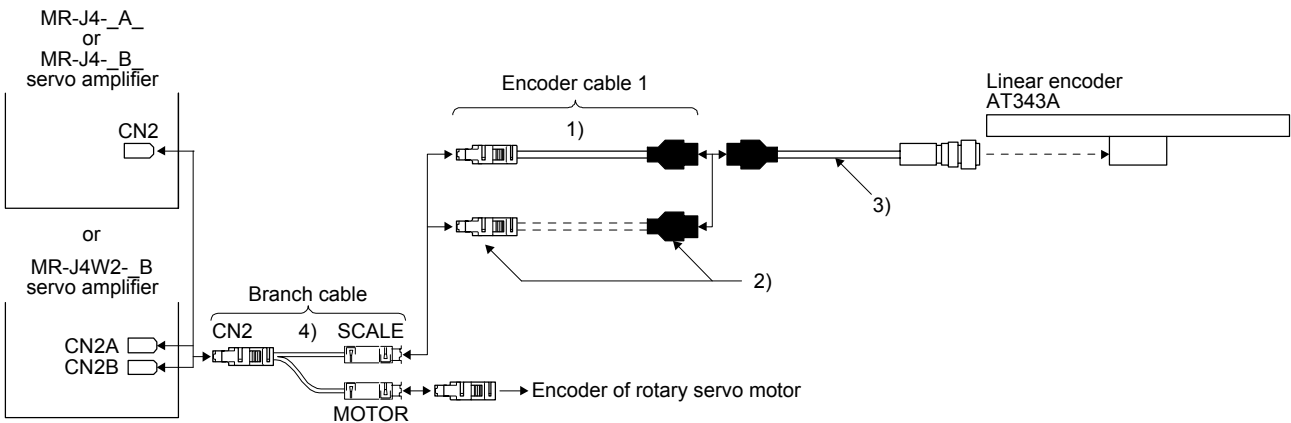 MR-J4-_A_
or
MR-J4-_B_
servo amplifier
CN2
or
MR-J4W2-_B
servo amplifier
CN2A
CN2B
Branch cable
CN2
4)
SCALE
MOTOR
Encoder of rotary servo motor
Encoder cable 1
1)
2)
3)
Linear encoder
AT343A